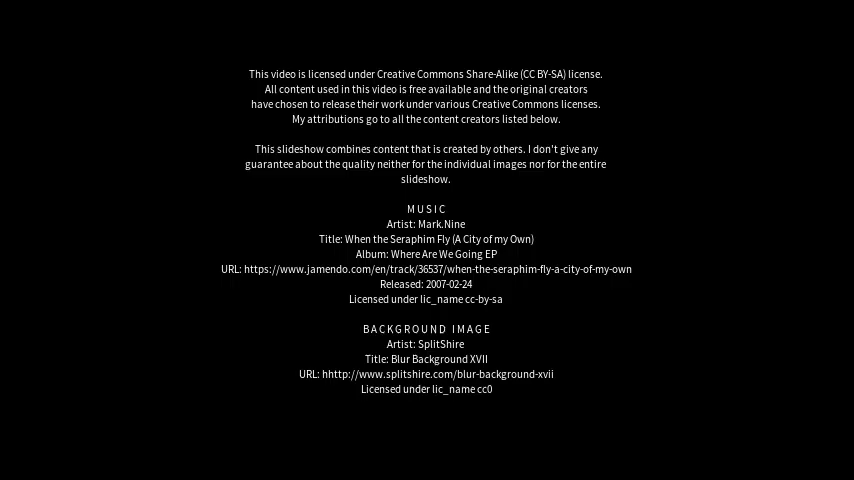 This video is licensed under Creative Commons Share-Alike (CC BY-SA) license.
All content used in this video is free available and the original creators
have chosen to release their work under various Creative Commons licenses.
My attributions go to all the content creators listed below.
This slideshow combines content that is created by others. I don't give any
guarantee about the quality neither for the individual images nor for the entire
slideshow.
MUSIC
Artist: Mark.Nine
Title: When the Seraphim Fly (A City of my Own)
Album: Where Are We Going EP
URL: https://www.jamendo.com/en/track/36537/when-the-seraphim-fly-a-city-of-my-own
Released: 2007-02-24
Licensed under lic_name cc-by-sa
BACKGROUND IMAGE
Artist: SplitShire
Title: Blur Background XVII
URL: hhttp://www.splitshire.com/blur-background-xvii
Licensed under lic_name cc0